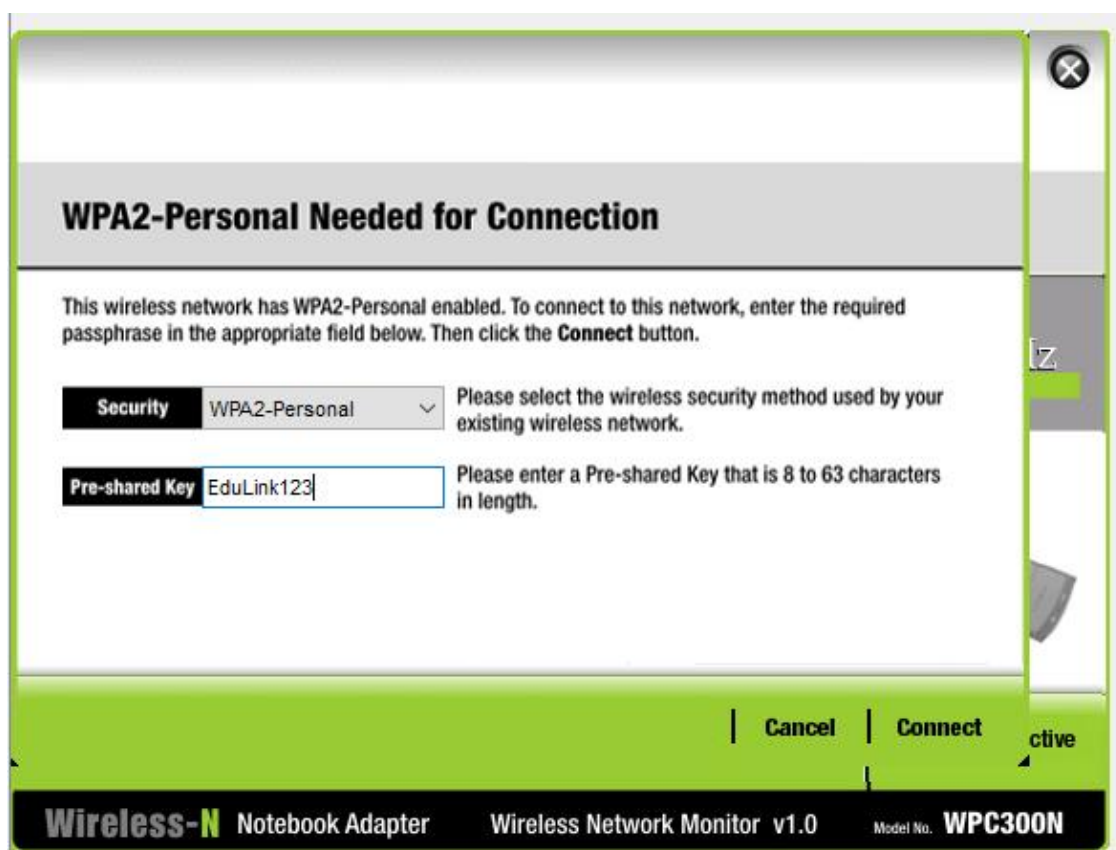 WPA2-Personal Needed for Connection
This wireless network has WPA2-Personal enabled. To connect to this network, enter the required
passphrase in the appropriate field below. Then click the Connect button.
Security WPA2-Personal Please select the wireless security method used by your
existing wireless network.
Pre-shared Key EduLink123 Please enter a Pre-shared Key that is 8 to 63 characters
in length.
Cancel Connect
Wireless-N Notebook Adapter Wireless Network Monitor v1.0 Model No. WPC300N